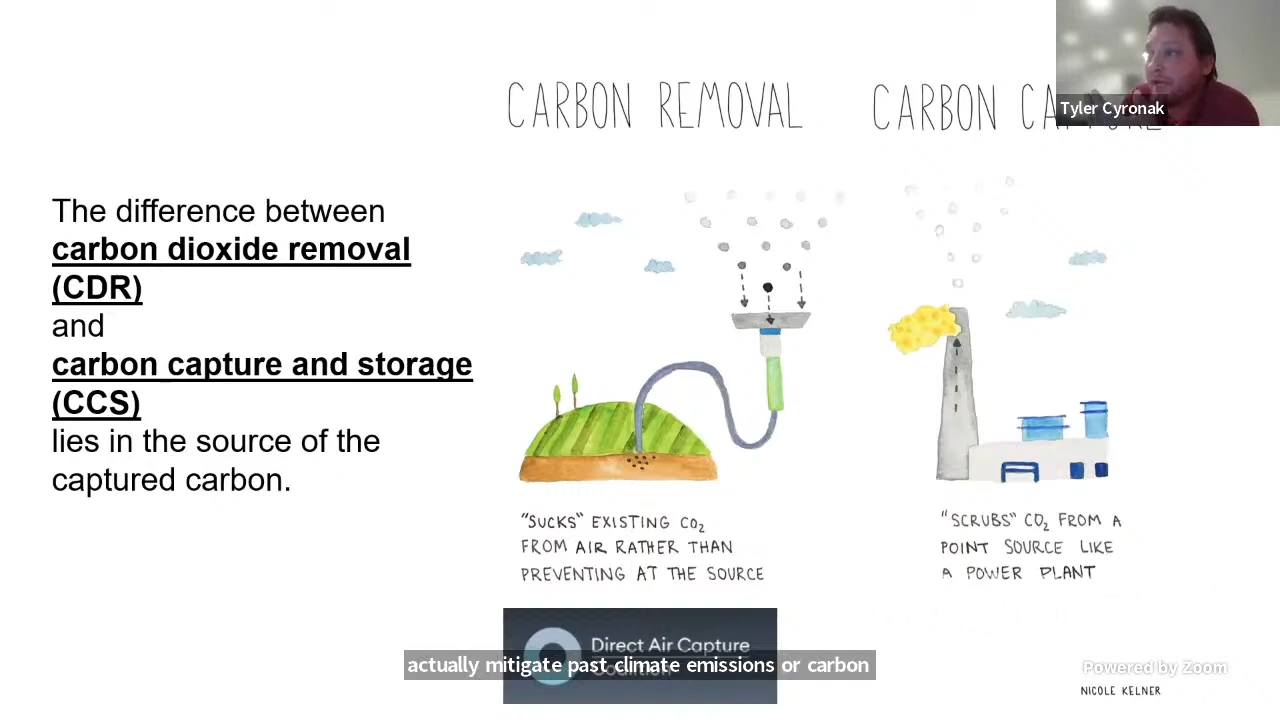 CARBON REMOVAL
CARBON CAPTURE
Tyler Cyronak
The difference between
carbon dioxide removal
(CDR)
and
carbon capture and storage
(CCS)
lies in the source of the
captured carbon.
"SUCKS" EXISTING CO₂
FROM AIR RATHER THAN
PREVENTING AT THE SOURCE
"SCRUBS" CO₂ FROM A
POINT SOURCE LIKE
A POWER PLANT
Direct Air Capture
Coalition
actually mitigate past climate emissions or carbon
Powered by Zoom
NICOLE KELNER